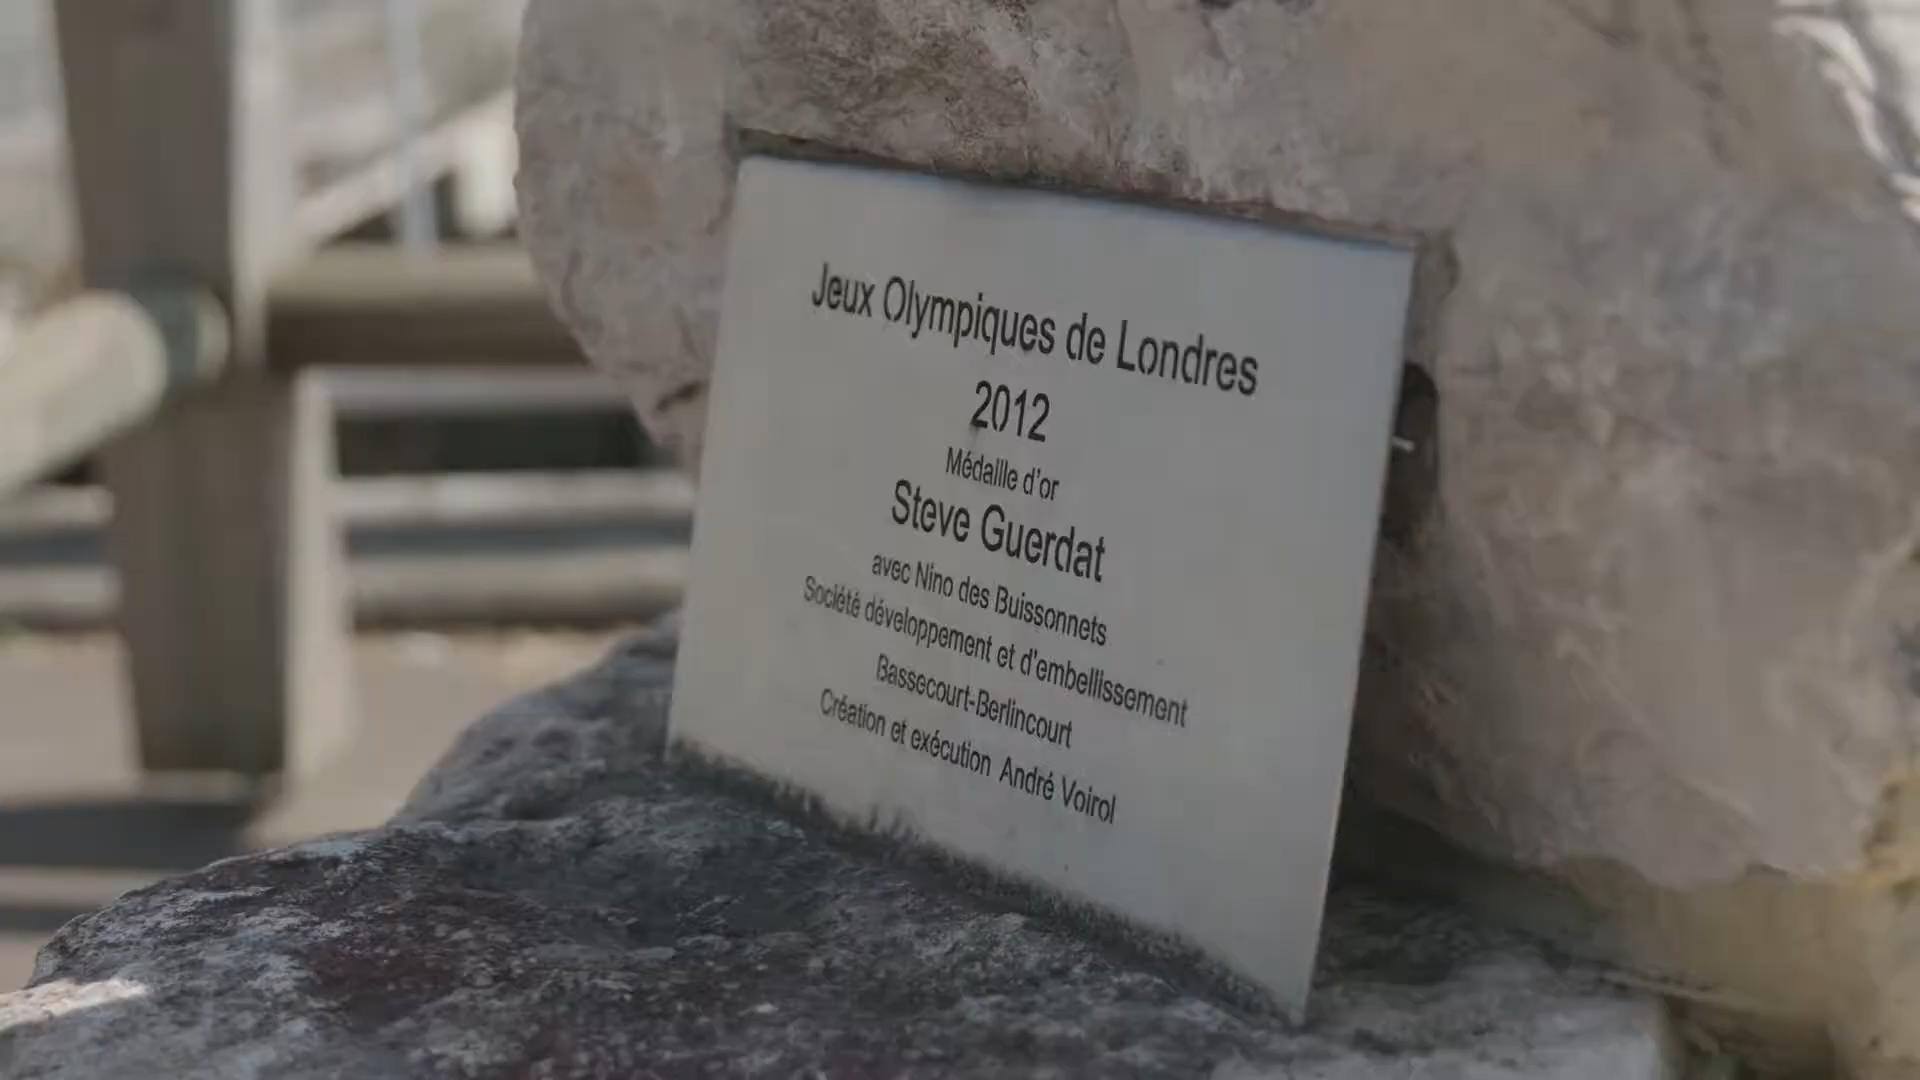 Jeux Olympiques de Londres
2012
Médaille d'or
Steve Guerdat
avec Nino des Buissonnets
Société développement et d'embellissement
Bassecourt-Berlincourt
Création et exécution André Voirol